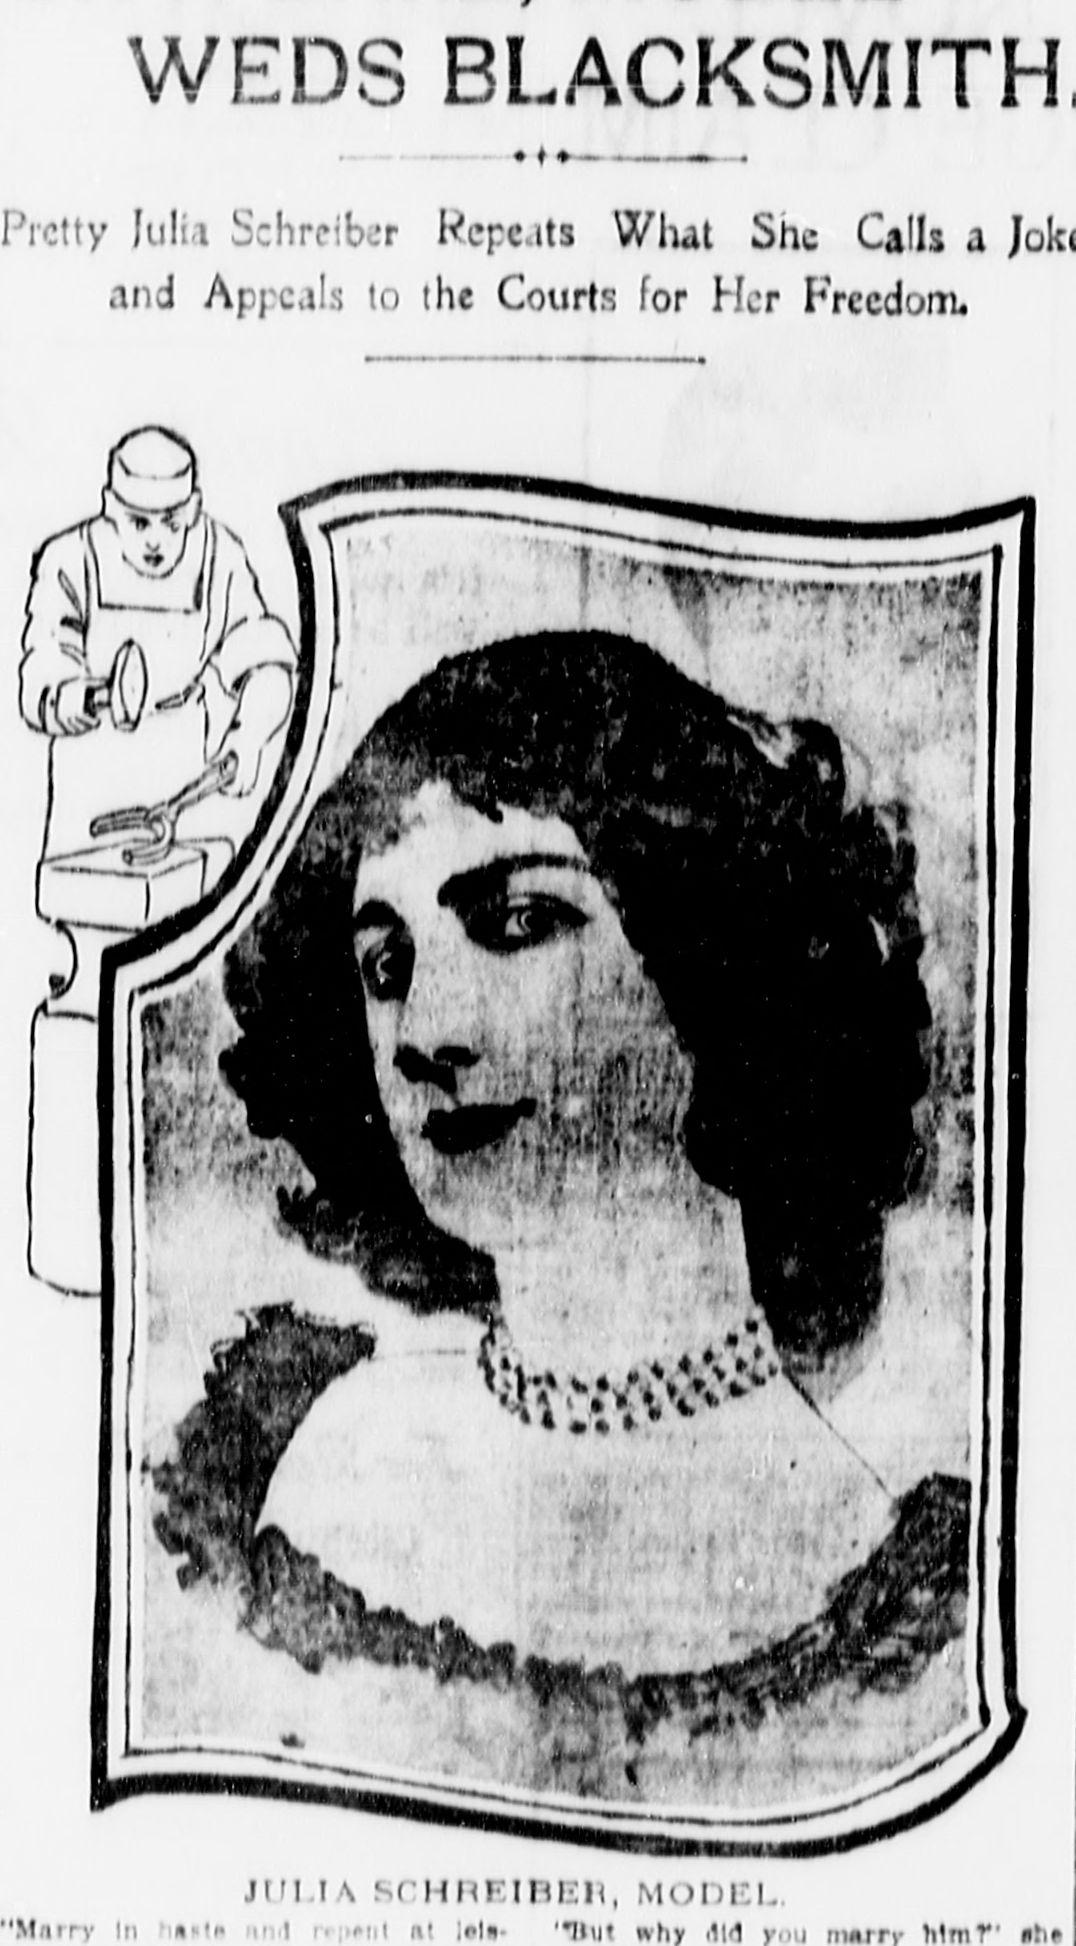 WEDS BLACKSMITH.
Pretty Julia Schreiber Repeats What She Calls a Joke
and Appeals to the Courts for Her Freedom.
JULIA SCHREIBER, MODEL.
"Marry in haste and repent at leis-
"But why did you marry him?" she